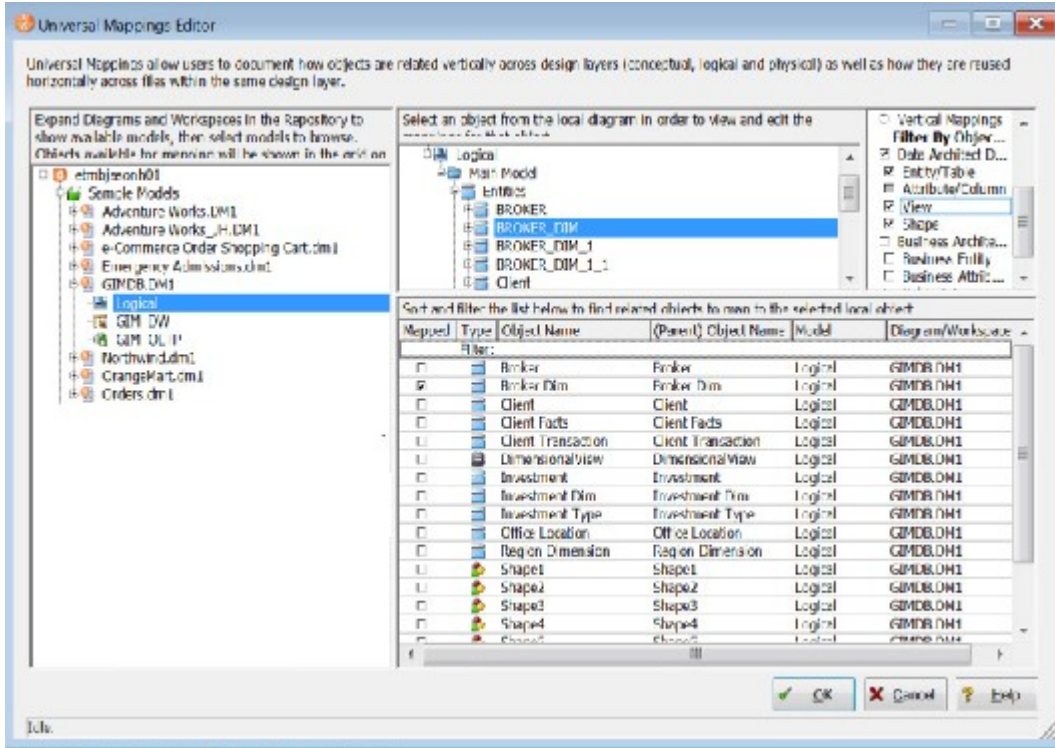 Universal Mappings Editor
Universal Mappings allow users to document how objects are related vertically across design layers (conceptual, logical and physical) as well as how they are reused
horizontally across files within the same design layer.
Expand Diagrams and Workspaces in the Repository to
show available models, then select models to browse.
Objects available for mapping will be shown in the grid on
Sample Models
Adventure Works.DM1
Adventure Works_JH.DM1
e-Commerce Order Shopping Cart.dm1
Emergency Admissions.dm1
GIMDB.DM1
Logical
GIM_DW
GIM_OLTP
Northwind.dm1
OrangeMart.dm1
Orders.dm1
Select an object from the local diagram in order to view and edit the
Logical
Main Model
Entities
BROKER
BROKER_DIM
BROKER_DIM_1
BROKER_DIM_1_1
Client
Vertical Mappings
Filter By Objec...
Data Architect D...
Entity/Table
Attribute/Column
View
Shape
Business Archite...
Business Entity
Business Attrib...
Sort and filter the list below to find related objects to map to the selected local object
Mapped Type Object Name (Parent) Object Name Model Diagram/Workspace
Filter:
Broker Broker Logical GIMDB.DM1
Broker Dim Broker Dim Logical GIMDB.DM1
Client Client Logical GIMDB.DM1
Client Facts Client Facts Logical GIMDB.DM1
Client Transaction Client Transaction Logical GIMDB.DM1
DimensionalView DimensionalView Logical GIMDB.DM1
Investment Investment Logical GIMDB.DM1
Investment Dim Investment Dim Logical GIMDB.DM1
Investment Type Investment Type Logical GIMDB.DM1
Office Location Office Location Logical GIMDB.DM1
Region Dimension Region Dimension Logical GIMDB.DM1
Shape1 Shape1 Logical GIMDB.DM1
Shape2 Shape2 Logical GIMDB.DM1
Shape3 Shape3 Logical GIMDB.DM1
Shape4 Shape4 Logical GIMDB.DM1
OK Cancel Help
Idle.